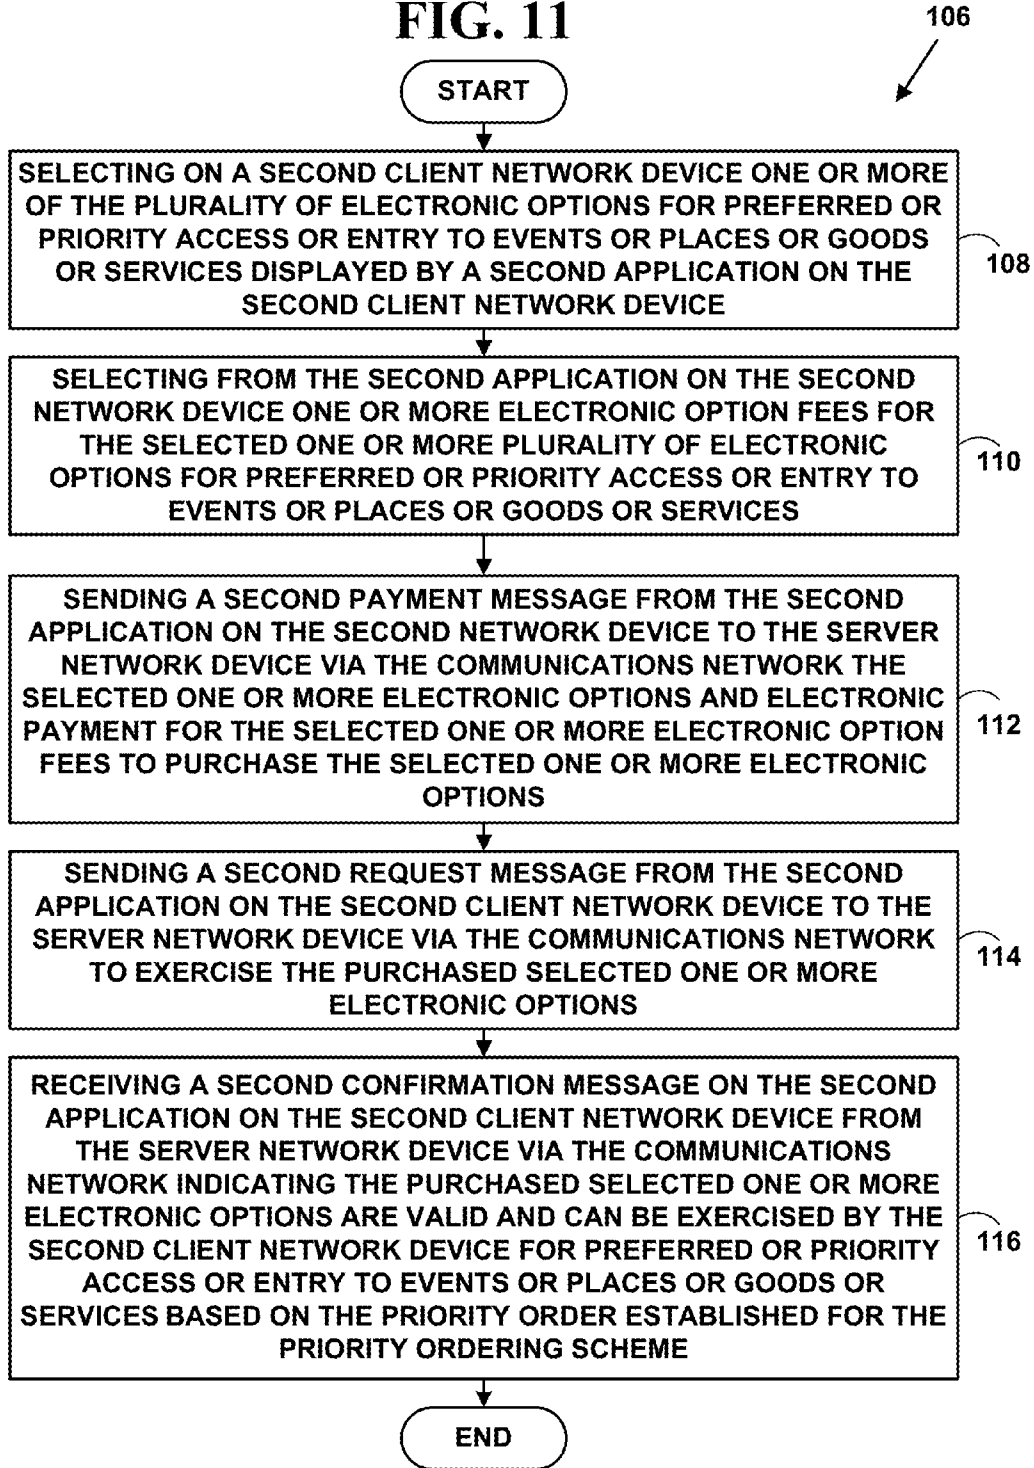 FIG. 11
106
START
SELECTING ON A SECOND CLIENT NETWORK DEVICE ONE OR MORE
OF THE PLURALITY OF ELECTRONIC OPTIONS FOR PREFERRED OR
PRIORITY ACCESS OR ENTRY TO EVENTS OR PLACES OR GOODS
OR SERVICES DISPLAYED BY A SECOND APPLICATION ON THE
SECOND CLIENT NETWORK DEVICE
108
SELECTING FROM THE SECOND APPLICATION ON THE SECOND
NETWORK DEVICE ONE OR MORE ELECTRONIC OPTION FEES FOR
THE SELECTED ONE OR MORE PLURALITY OF ELECTRONIC
OPTIONS FOR PREFERRED OR PRIORITY ACCESS OR ENTRY TO
EVENTS OR PLACES OR GOODS OR SERVICES
110
SENDING A SECOND PAYMENT MESSAGE FROM THE SECOND
APPLICATION ON THE SECOND NETWORK DEVICE TO THE SERVER
NETWORK DEVICE VIA THE COMMUNICATIONS NETWORK THE
SELECTED ONE OR MORE ELECTRONIC OPTIONS AND ELECTRONIC
PAYMENT FOR THE SELECTED ONE OR MORE ELECTRONIC OPTION
FEES TO PURCHASE THE SELECTED ONE OR MORE ELECTRONIC
OPTIONS
112
SENDING A SECOND REQUEST MESSAGE FROM THE SECOND
APPLICATION ON THE SECOND CLIENT NETWORK DEVICE TO THE
SERVER NETWORK DEVICE VIA THE COMMUNICATIONS NETWORK
TO EXERCISE THE PURCHASED SELECTED ONE OR MORE
ELECTRONIC OPTIONS
114
RECEIVING A SECOND CONFIRMATION MESSAGE ON THE SECOND
APPLICATION ON THE SECOND CLIENT NETWORK DEVICE FROM
THE SERVER NETWORK DEVICE VIA THE COMMUNICATIONS
NETWORK INDICATING THE PURCHASED SELECTED ONE OR MORE
ELECTRONIC OPTIONS ARE VALID AND CAN BE EXERCISED BY THE
SECOND CLIENT NETWORK DEVICE FOR PREFERRED OR PRIORITY
ACCESS OR ENTRY TO EVENTS OR PLACES OR GOODS OR
SERVICES BASED ON THE PRIORITY ORDER ESTABLISHED FOR THE
PRIORITY ORDERING SCHEME
116
END